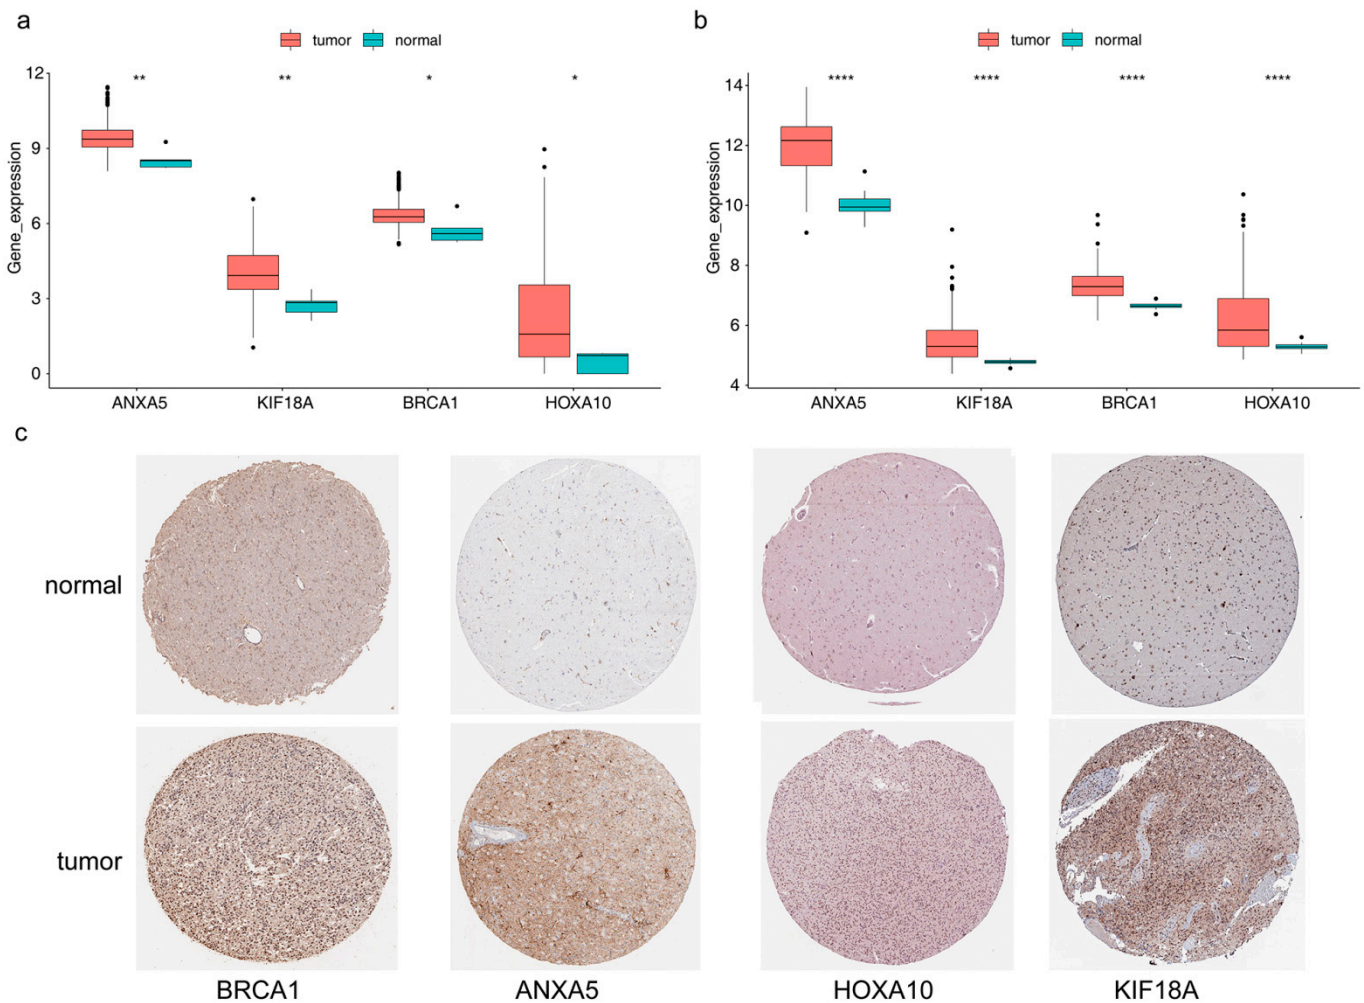 a
tumor normal
12
9
6
3
0
Gene_expression
** ** * *
ANXA5 KIF18A BRCA1 HOXA10
b
tumor normal
14
12
10
8
6
4
Gene_expression
**** **** **** ****
ANXA5 KIF18A BRCA1 HOXA10
c
normal
tumor
BRCA1 ANXA5 HOXA10 KIF18A